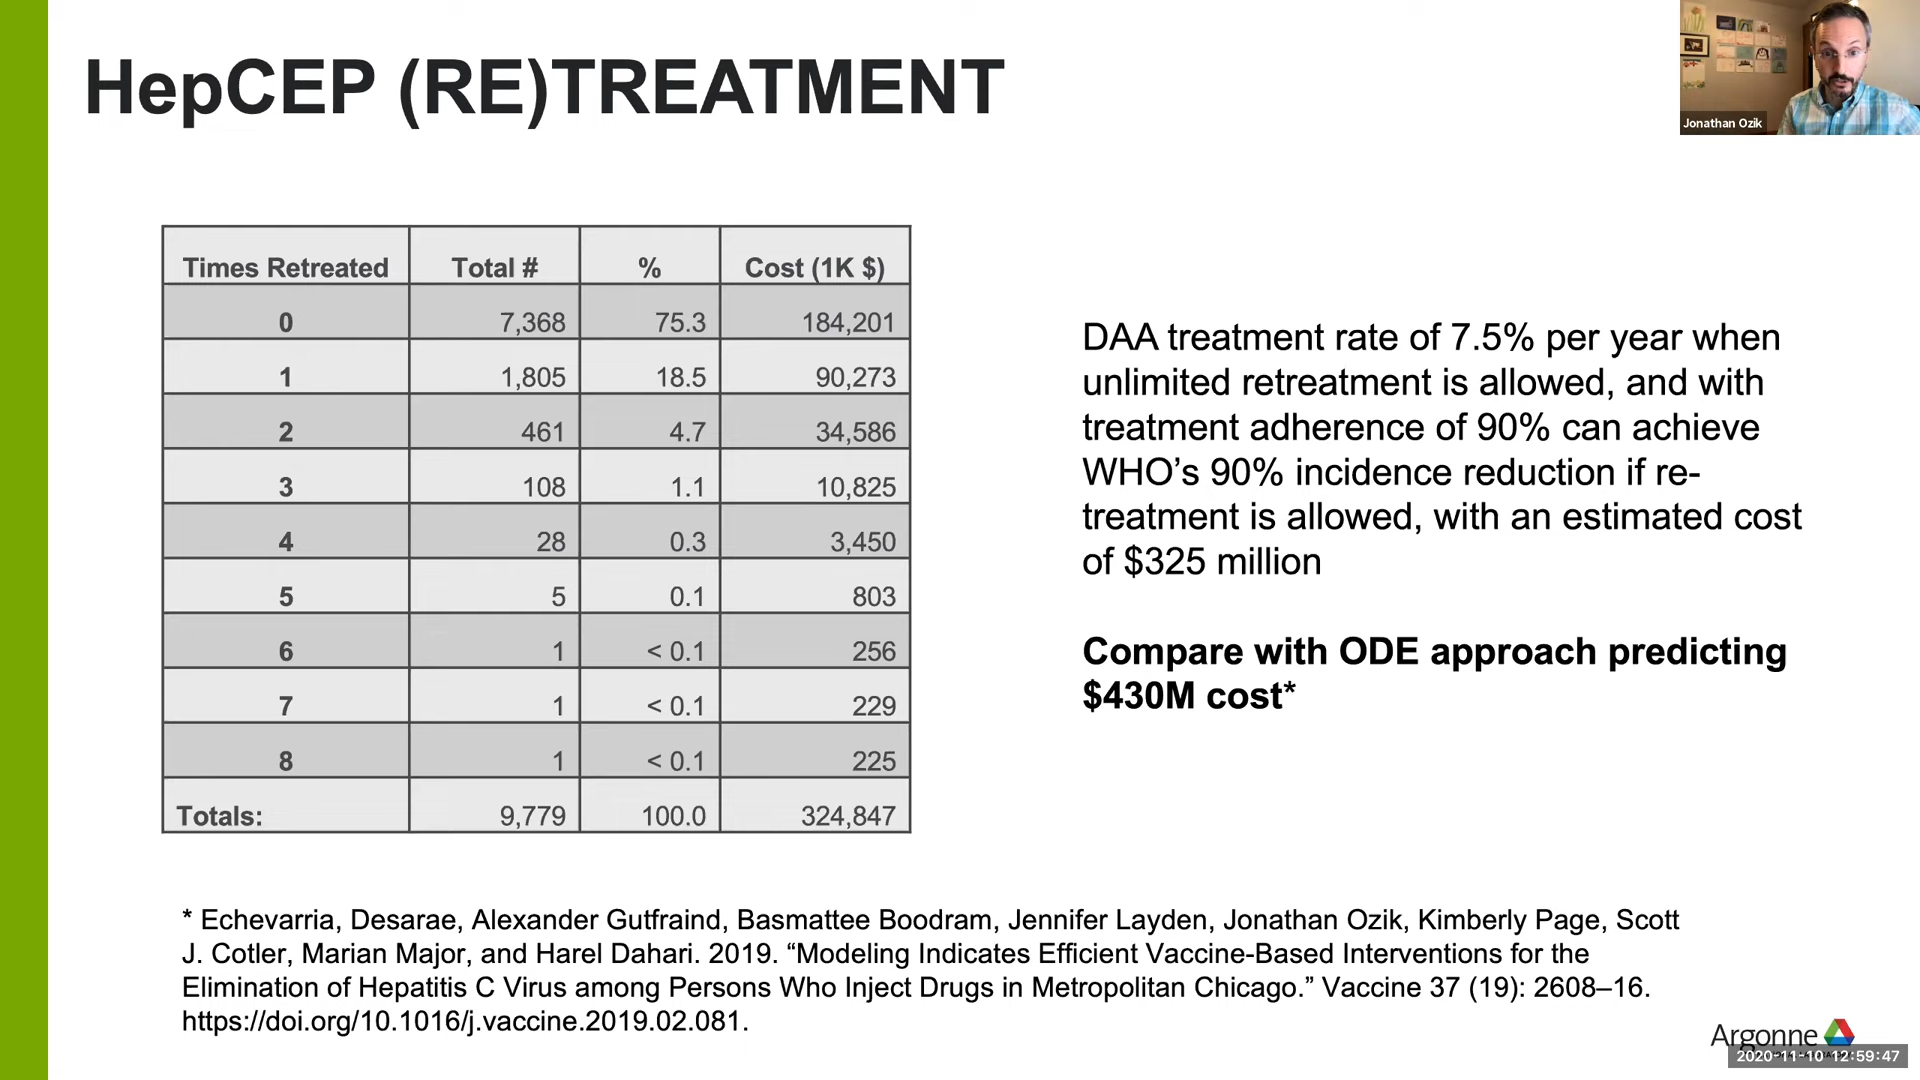 HepCEP (RE)TREATMENT
Jonathan Ozik
Times Retreated Total # % Cost (1K $)
0 7,368 75.3 184,201
1 1,805 18.5 90,273
2 461 4.7 34,586
3 108 1.1 10,825
4 28 0.3 3,450
5 5 0.1 803
6 1 < 0.1 256
7 1 < 0.1 229
8 1 < 0.1 225
Totals: 9,779 100.0 324,847
DAA treatment rate of 7.5% per year when
unlimited retreatment is allowed, and with
treatment adherence of 90% can achieve
WHO’s 90% incidence reduction if re-
treatment is allowed, with an estimated cost
of $325 million
Compare with ODE approach predicting
$430M cost*
* Echevarria, Desarae, Alexander Gutfraind, Basmattee Boodram, Jennifer Layden, Jonathan Ozik, Kimberly Page, Scott
J. Cotler, Marian Major, and Harel Dahari. 2019. “Modeling Indicates Efficient Vaccine-Based Interventions for the
Elimination of Hepatitis C Virus among Persons Who Inject Drugs in Metropolitan Chicago.” Vaccine 37 (19): 2608–16.
https://doi.org/10.1016/j.vaccine.2019.02.081.
Argonne
2020-11-10 12:59:47